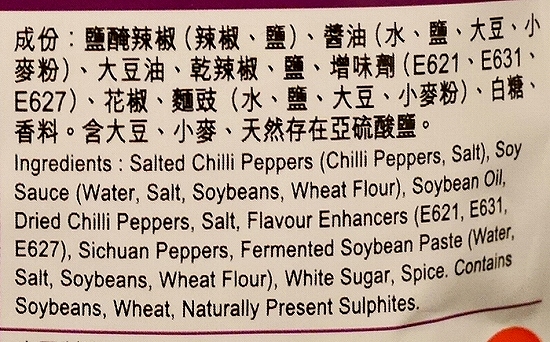 成份：鹽醃辣椒（辣椒、鹽）、醬油（水、鹽、大豆、小
麥粉）、大豆油、乾辣椒、鹽、增味劑（E621、E631、
E627）、花椒、麵豉（水、鹽、大豆、小麥粉）、白糖、
香料。含大豆、小麥、天然存在亞硫酸鹽。
Ingredients : Salted Chilli Peppers (Chilli Peppers, Salt), Soy
Sauce (Water, Salt, Soybeans, Wheat Flour), Soybean Oil,
Dried Chilli Peppers, Salt, Flavour Enhancers (E621, E631,
E627), Sichuan Peppers, Fermented Soybean Paste (Water,
Salt, Soybeans, Wheat Flour), White Sugar, Spice. Contains
Soybeans, Wheat, Naturally Present Sulphites.